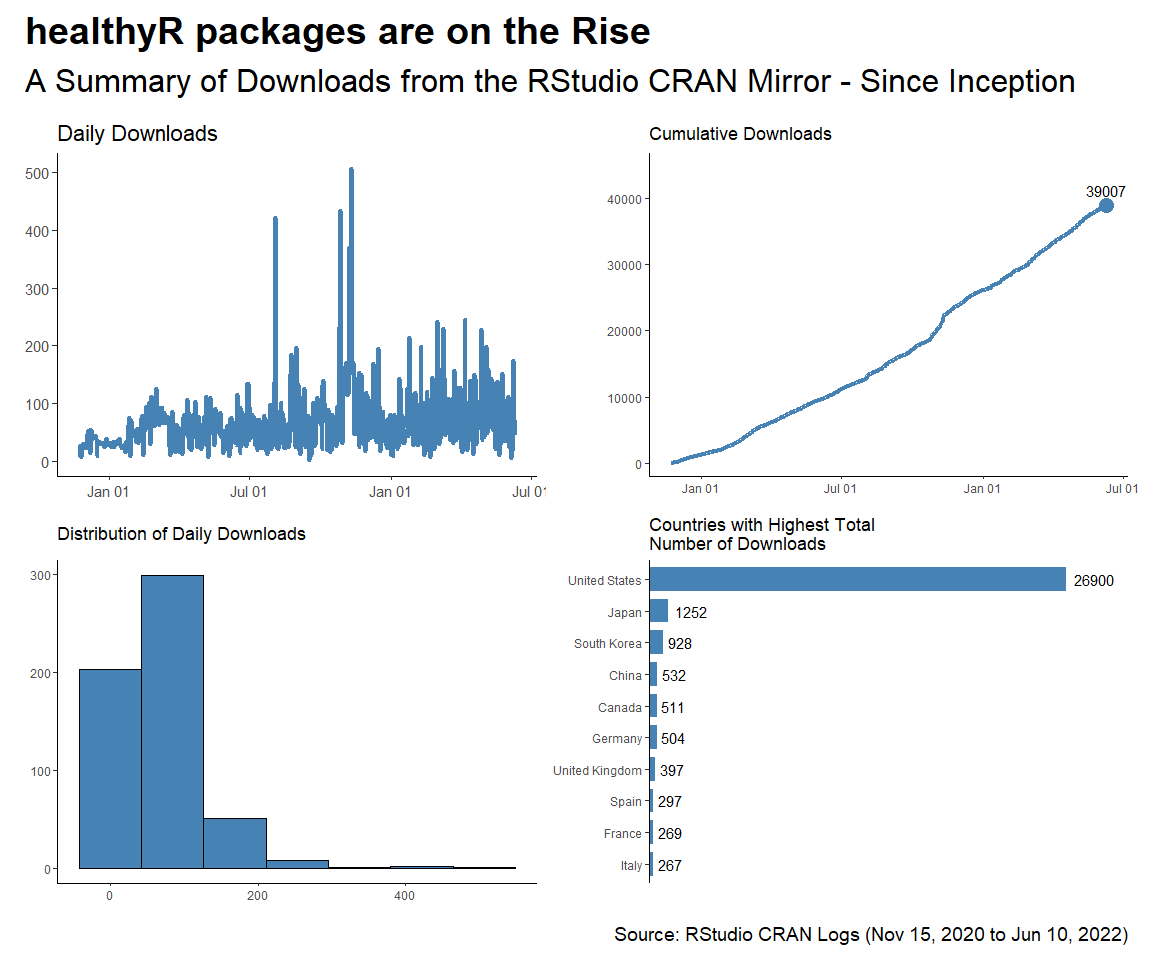 healthyR packages are on the Rise
A Summary of Downloads from the RStudio CRAN Mirror - Since Inception
Daily Downloads
500
400
300
200
100
0
Jan 01 Jul 01 Jan 01 Jul 01
Cumulative Downloads
39007
40000
30000
20000
10000
0
Jan 01 Jul 01 Jan 01 Jul 01
Distribution of Daily Downloads
300
200
100
0
0 200 400
Countries with Highest Total
Number of Downloads
United States 26900
Japan 1252
South Korea 928
China 532
Canada 511
Germany 504
United Kingdom 397
Spain 297
France 269
Italy 267
Source: RStudio CRAN Logs (Nov 15, 2020 to Jun 10, 2022)